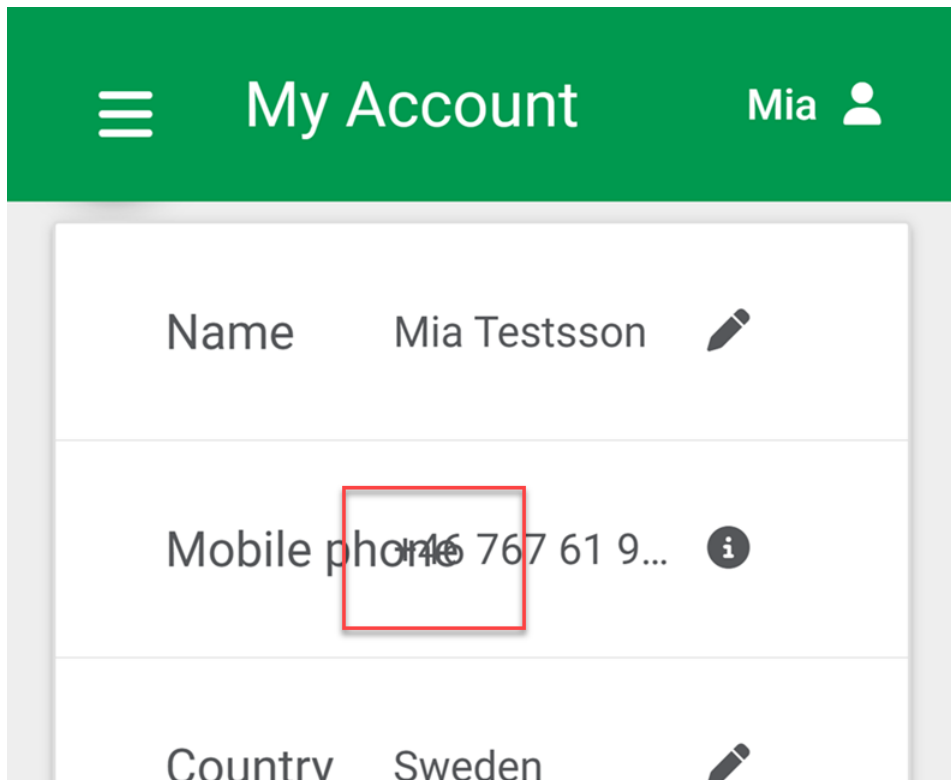 My Account
Mia
Name Mia Testsson
Mobile phone +46 767 61 9...
Country Sweden